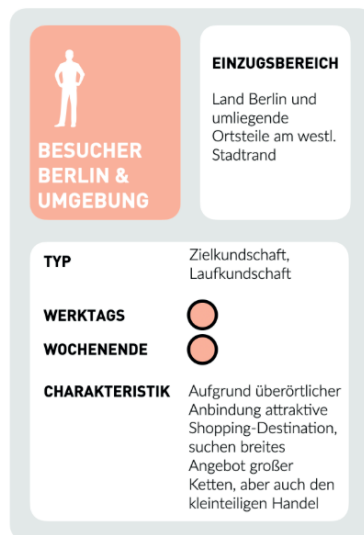 BESUCHER
BERLIN &
UMGEBUNG
EINZUGSBEREICH
Land Berlin und
umliegende
Ortsteile am westl.
Stadtrand
TYP
Zielkundschaft,
Laufkundschaft
WERKTAGS
WOCHENENDE
CHARAKTERISTIK
Aufgrund überörtlicher
Anbindung attraktive
Shopping-Destination,
suchen breites
Angebot großer
Ketten, aber auch den
kleinteiligen Handel